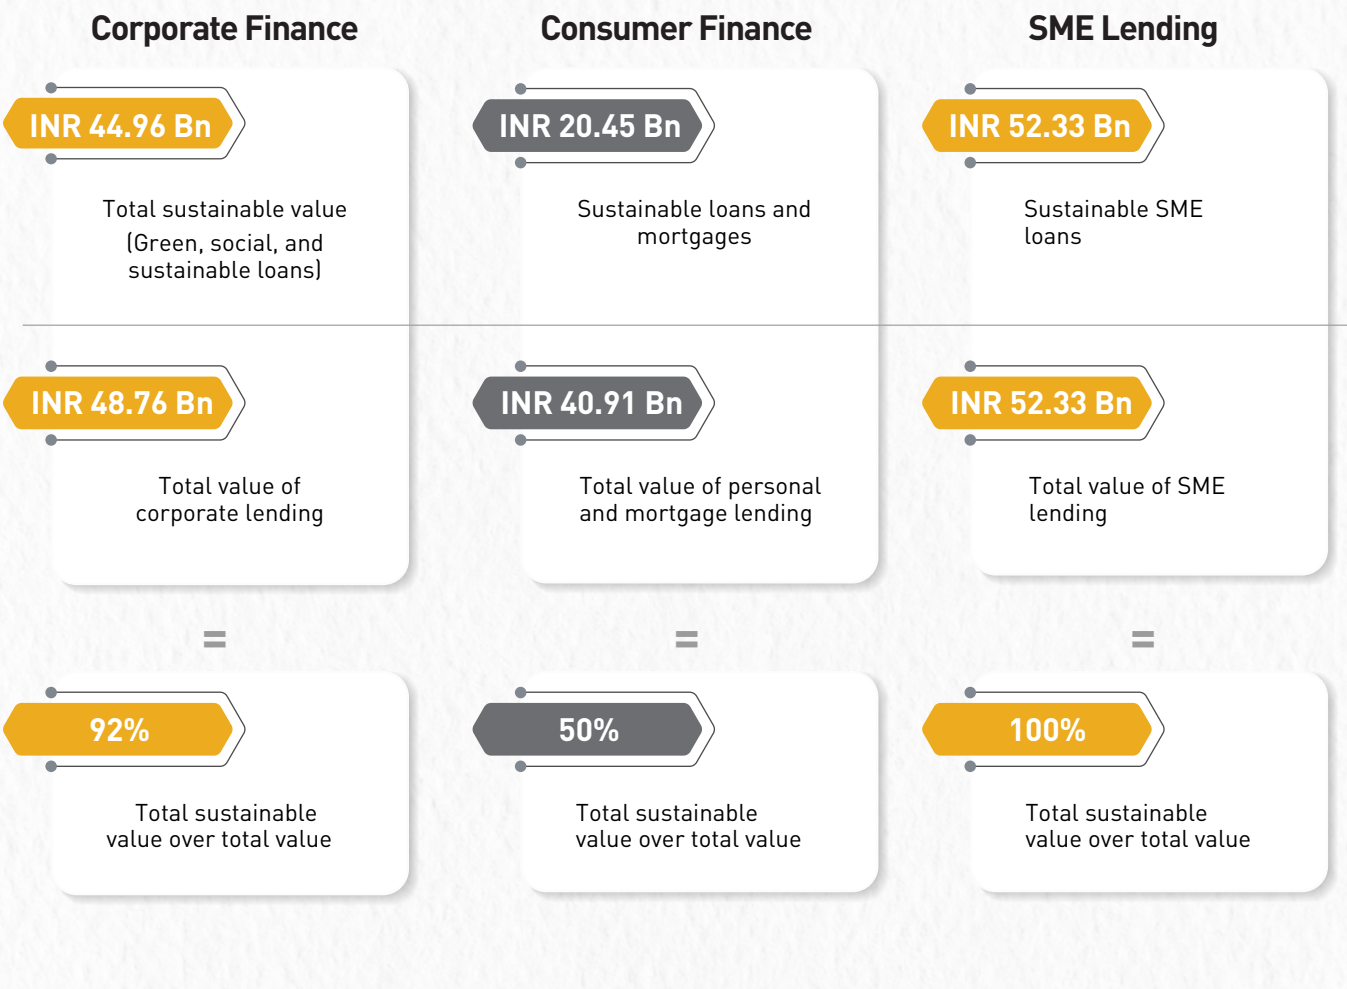 Corporate Finance
INR 44.96 Bn
Total sustainable value
(Green, social, and
sustainable loans)
INR 48.76 Bn
Total value of
corporate lending
=
92%
Total sustainable
value over total value
Consumer Finance
INR 20.45 Bn
Sustainable loans and
mortgages
INR 40.91 Bn
Total value of personal
and mortgage lending
=
50%
Total sustainable
value over total value
SME Lending
INR 52.33 Bn
Sustainable SME
loans
INR 52.33 Bn
Total value of SME
lending
=
100%
Total sustainable
value over total value